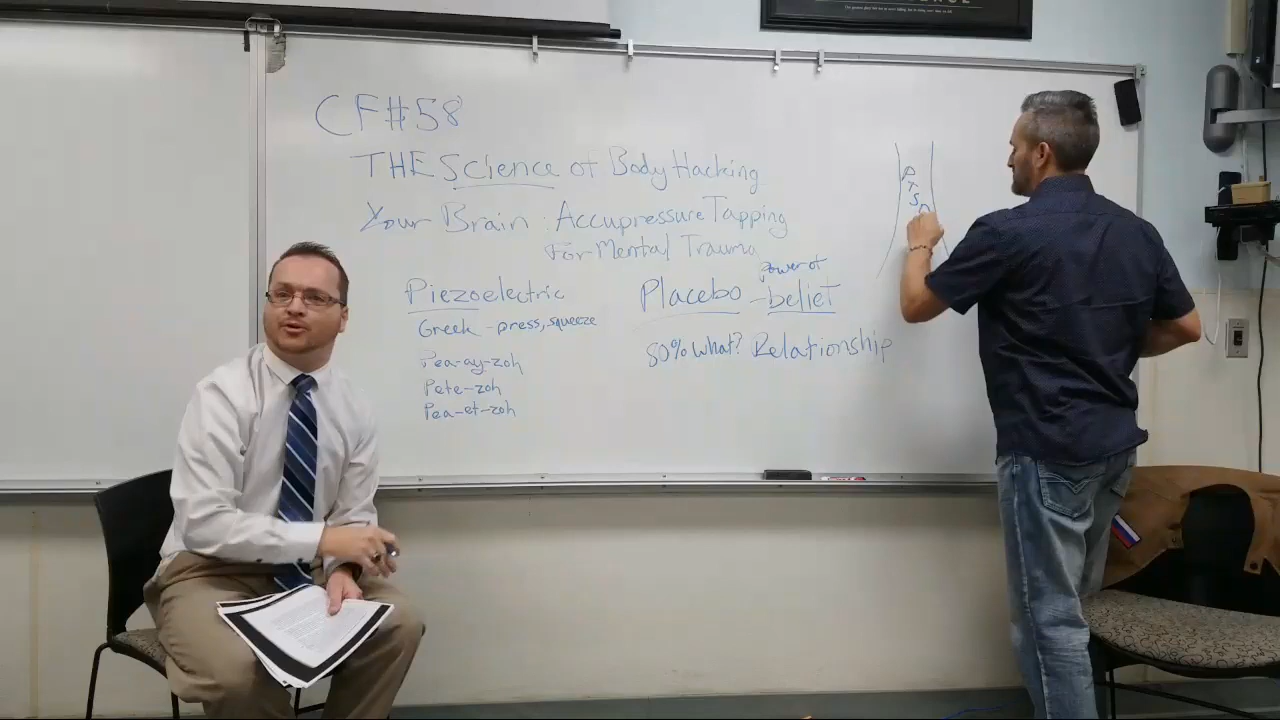 CF#58
THE Science of Body Hacking
Your Brain: Accupressure Tapping
For Mental Trauma
Piezoelectric
Greek - press, squeeze
Pea-ay-zoh
Pete-zoh
Pea-et-zoh
power of
Placebo - belief
50% What? Relationship